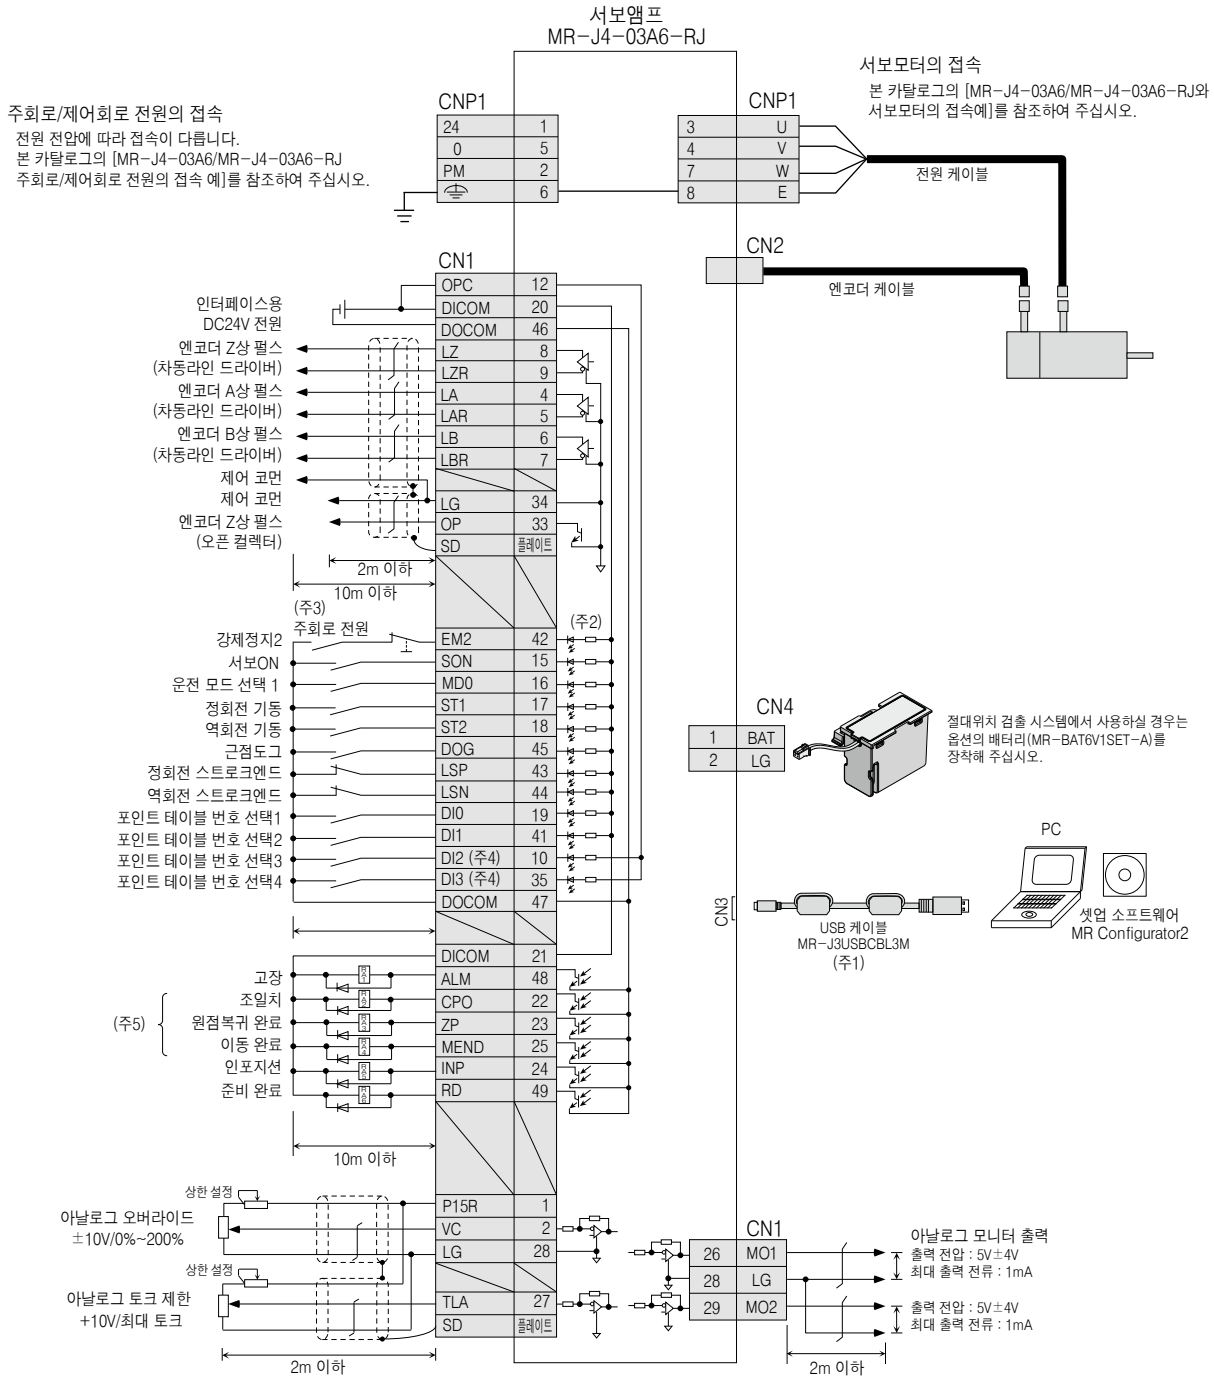 서보앰프
MR-J4-03A6-RJ
주회로/제어회로 전원의 접속
전원 전압에 따라 접속이 다릅니다.
본 카탈로그의 [MR-J4-03A6/MR-J4-03A6-RJ
주회로/제어회로 전원의 접속 예]를 참조하여 주십시오.
서보모터의 접속
본 카탈로그의 [MR-J4-03A6/MR-J4-03A6-RJ와
서보모터의 접속예]를 참조하여 주십시오.
CNP1
24 1
0 5
PM 2
6
CNP1
3 U
4 V
7 W
8 E
전원 케이블
CN2
엔코더 케이블
CN1
인터페이스용
DC24V 전원
OPC 12
DICOM 20
DOCOM 46
엔코더 Z상 펄스
(차동라인 드라이버)
LZ 8
LZR 9
엔코더 A상 펄스
(차동라인 드라이버)
LA 4
LAR 5
엔코더 B상 펄스
(차동라인 드라이버)
LB 6
LBR 7
제어 코먼
제어 코먼
LG 34
엔코더 Z상 펄스
(오픈 컬렉터)
OP 33
SD 플레이트
2m 이하
10m 이하
(주3)
주회로 전원
(주2)
강제정지2 EM2 42
서보ON SON 15
운전 모드 선택 1 MD0 16
정회전 기동 ST1 17
역회전 기동 ST2 18
근점도그 DOG 45
정회전 스트로크엔드 LSP 43
역회전 스트로크엔드 LSN 44
포인트 테이블 번호 선택1 DI0 19
포인트 테이블 번호 선택2 DI1 41
포인트 테이블 번호 선택3 DI2 (주4) 10
포인트 테이블 번호 선택4 DI3 (주4) 35
DOCOM 47
DICOM 21
고장 RA1 ALM 48
(주5)
조일치 RA2 CPO 22
원점복귀 완료 RA3 ZP 23
이동 완료 RA4 MEND 25
인포지션 RA5 INP 24
준비 완료 RA6 RD 49
10m 이하
상한 설정
아날로그 오버라이드
±10V/0%~200%
P15R 1
VC 2
LG 28
상한 설정
아날로그 토크 제한
+10V/최대 토크
TLA 27
SD 플레이트
2m 이하
CN4
1 BAT
2 LG
절대위치 검출 시스템에서 사용하실 경우는
옵션의 배터리(MR-BAT6V1SET-A)를
장착해 주십시오.
PC
CN3
USB 케이블
MR-J3USBCBL3M
(주1)
셋업 소프트웨어
MR Configurator2
CN1
26 MO1
28 LG
29 MO2
아날로그 모니터 출력
출력 전압 : 5V±4V
최대 출력 전류 : 1mA
출력 전압 : 5V±4V
최대 출력 전류 : 1mA
2m 이하